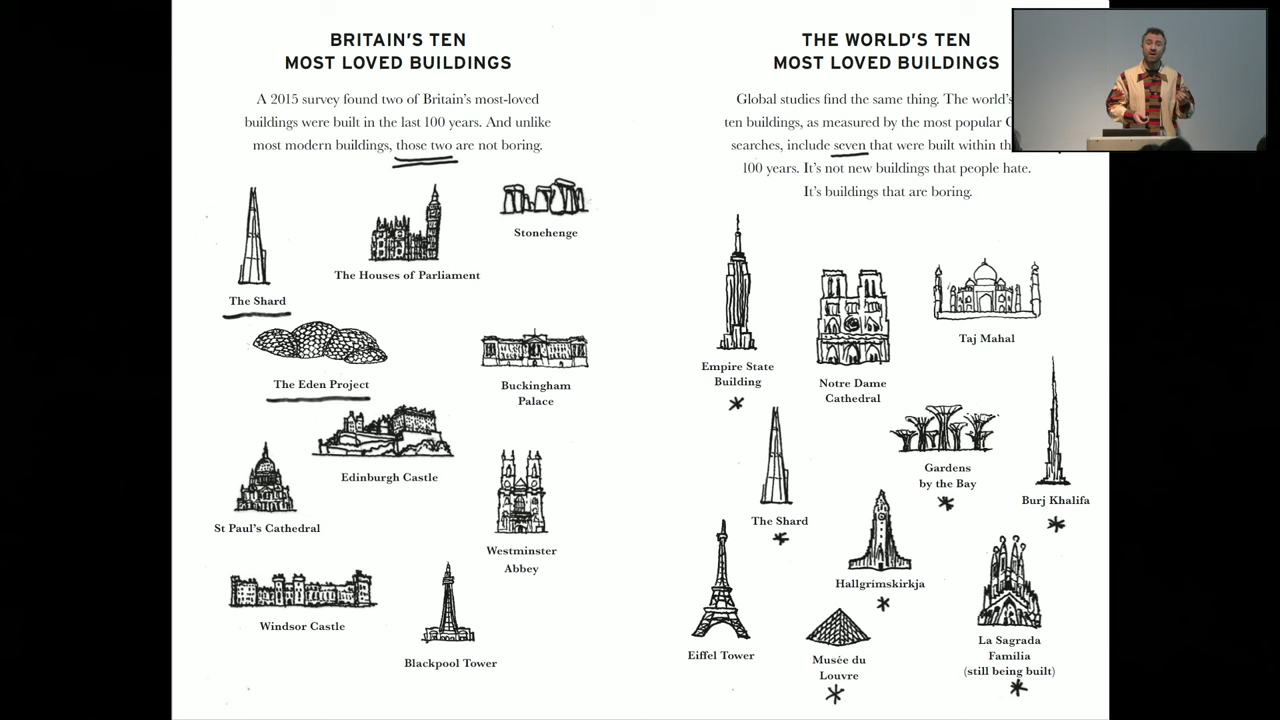 BRITAIN'S TEN
MOST LOVED BUILDINGS
A 2015 survey found two of Britain's most-loved
buildings were built in the last 100 years. And unlike
most modern buildings, those two are not boring.
The Shard
The Houses of Parliament
Stonehenge
The Eden Project
Buckingham
Palace
Edinburgh Castle
St Paul's Cathedral
Westminster
Abbey
Windsor Castle
Blackpool Tower
THE WORLD'S TEN
MOST LOVED BUILDINGS
Global studies find the same thing. The world's
ten buildings, as measured by the most popular
searches, include seven that were built within
100 years. It's not new buildings that people hate.
It's buildings that are boring.
Empire State
Building
Notre Dame
Cathedral
Taj Mahal
The Shard
Gardens
by the Bay
Burj Khalifa
Hallgrímskirkja
Eiffel Tower
Musée du
Louvre
La Sagrada
Família
(still being built)